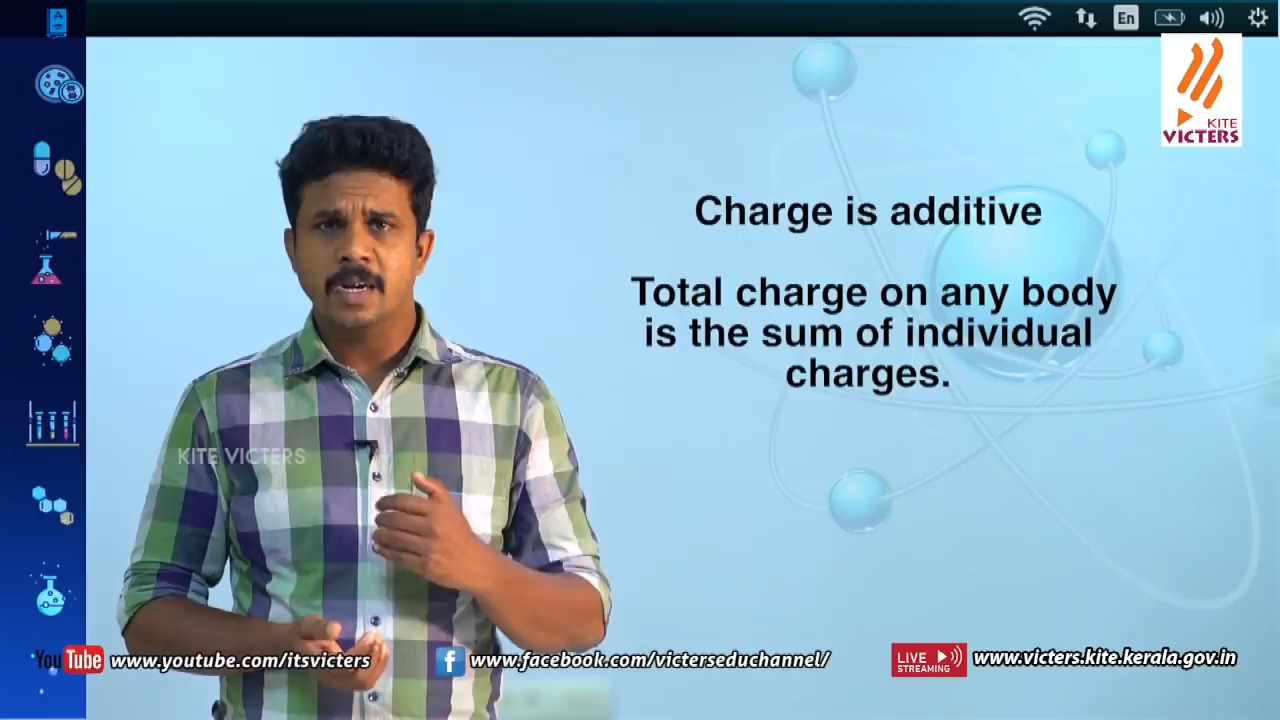 En
KITE
VICTERS
Charge is additive
Total charge on any body
is the sum of individual
charges.
KITE VICTERS
YouTube www.youtube.com/itsvicters
f www.facebook.com/victerseduchannel/
LIVE
STREAMING
www.victers.kite.kerala.gov.in